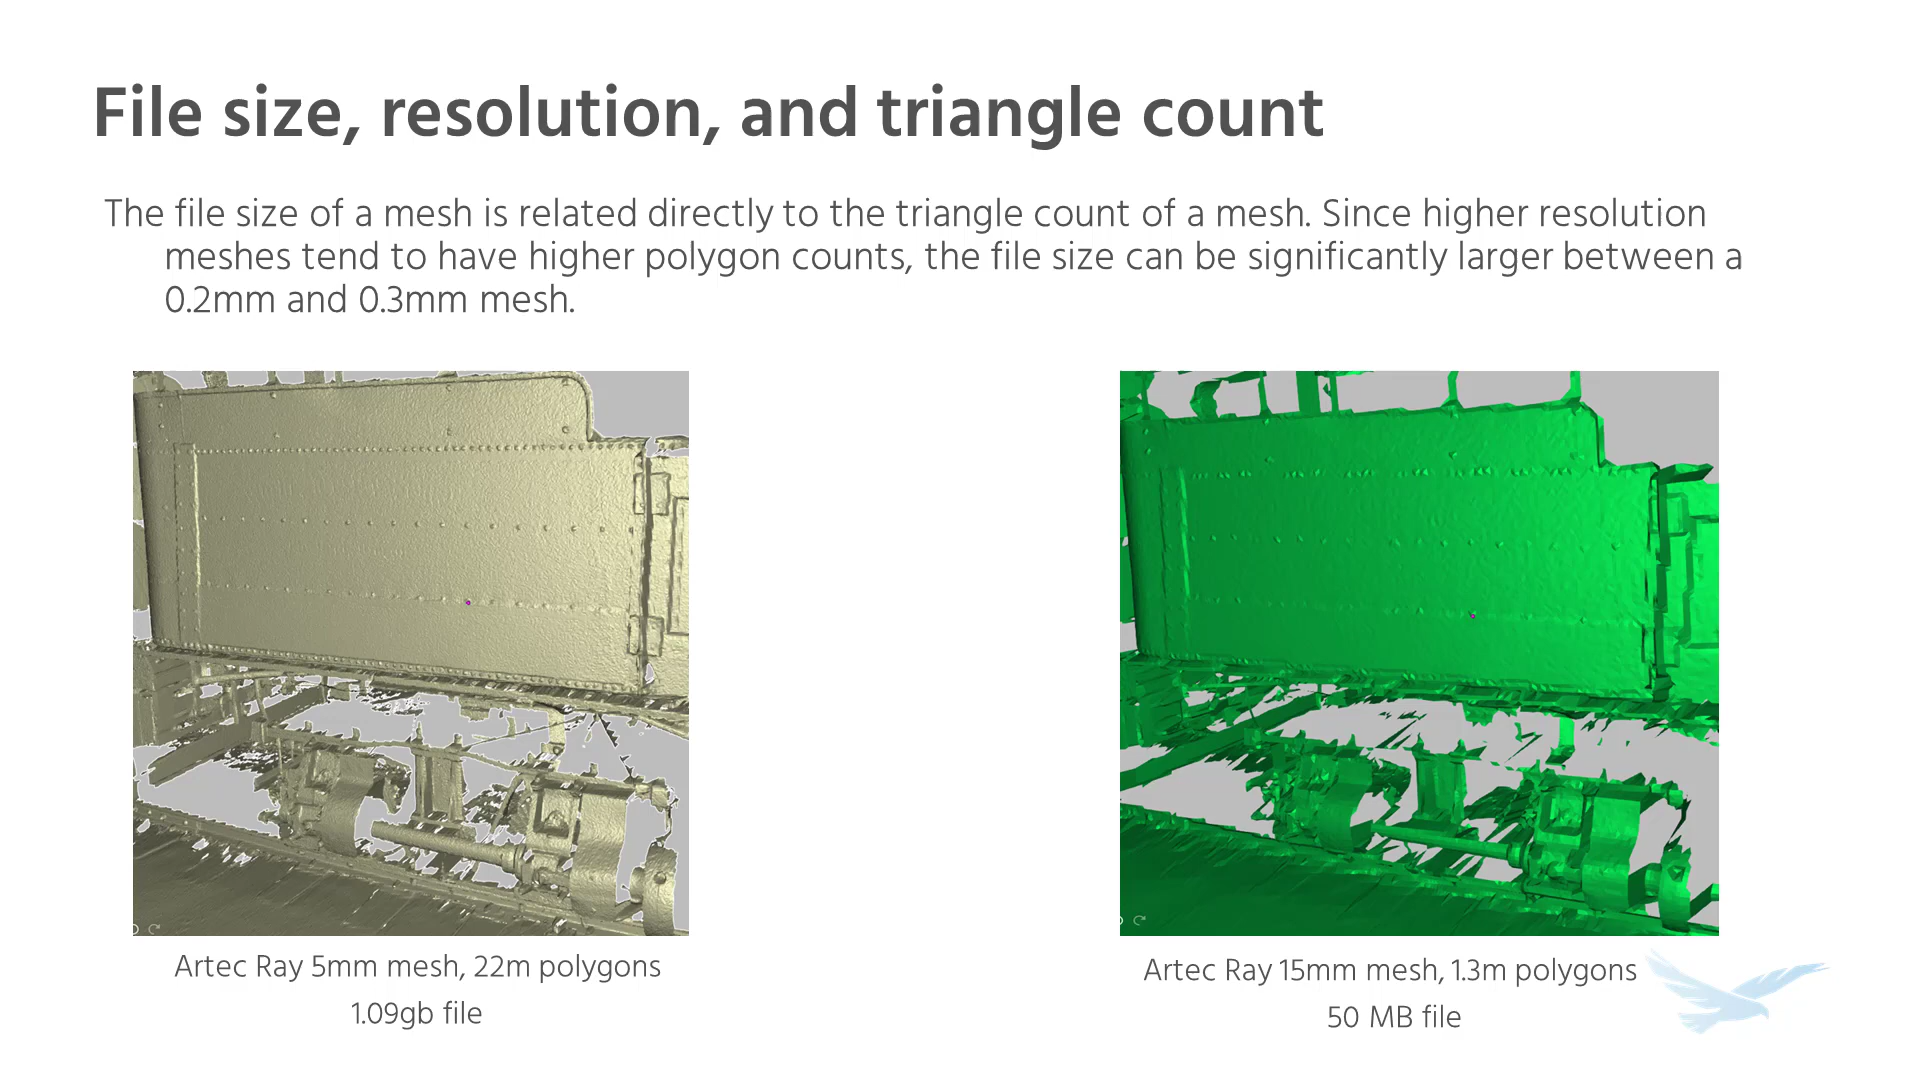 File size, resolution, and triangle count
The file size of a mesh is related directly to the triangle count of a mesh. Since higher resolution
meshes tend to have higher polygon counts, the file size can be significantly larger between a
0.2mm and 0.3mm mesh.
Artec Ray 5mm mesh, 22m polygons
1.09gb file
Artec Ray 15mm mesh, 1.3m polygons
50 MB file